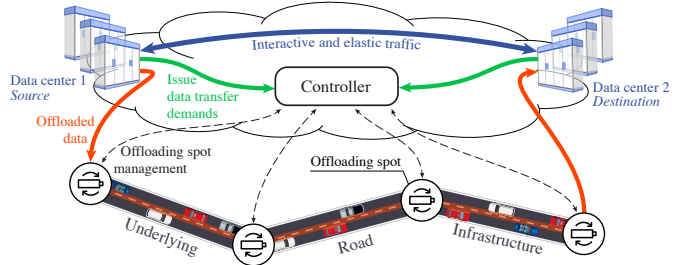 Interactive and elastic traffic
Data center 1
Source
Issue
data transfer
demands
Controller
Data center 2
Destination
Offloaded
data
Offloading spot
management
Offloading spot
Underlying
Road
Infrastructure